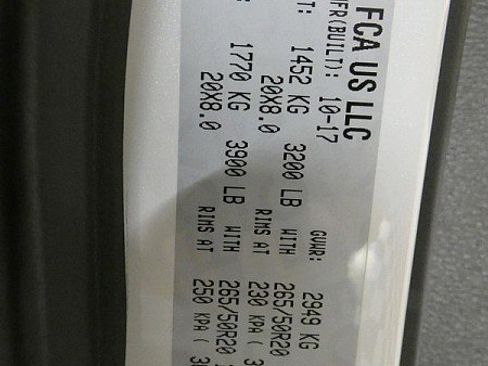 FCA US LLC
MFR(BUILT): 10-17 GVWR: 2949 KG
T: 1452 KG 3200 LB WITH 265/50R20
20X8.0 RIMS AT 230 KPA ( 3
: 1770 KG 3900 LB WITH 265/50R20
20X8.0 RIMS AT 250 KPA (